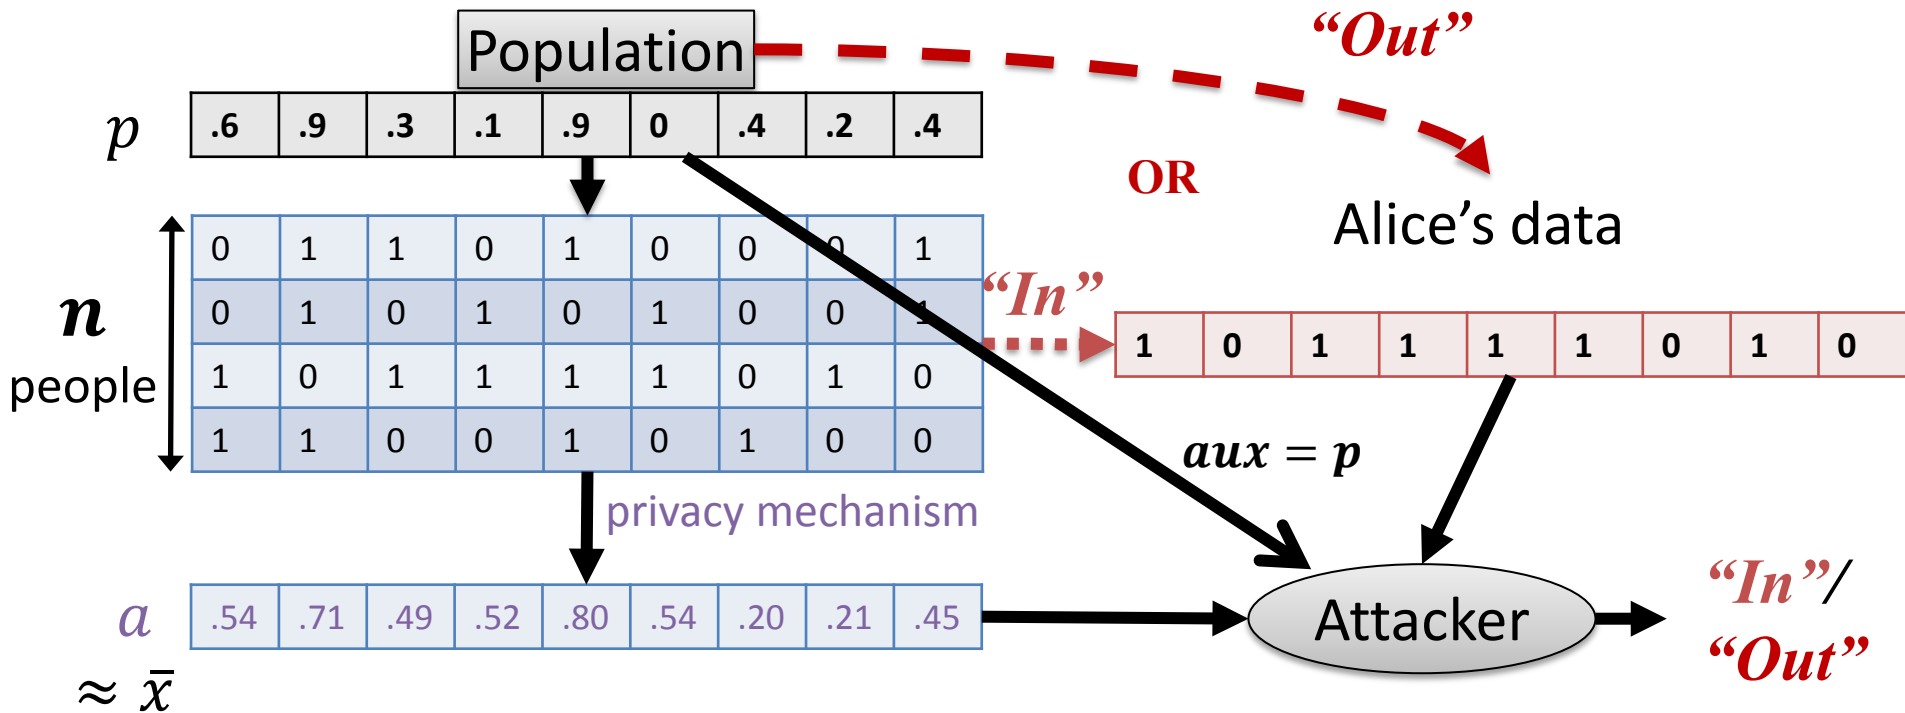 Population
“Out”
p .6 .9 .3 .1 .9 0 .4 .2 .4
OR
Alice’s data
0 1 1 0 1 0 0 0 1
0 1 0 1 0 1 0 0 1
1 0 1 1 1 1 0 1 0
1 1 0 0 1 0 1 0 0
n
people
“In”
1 0 1 1 1 1 0 1 0
aux = p
privacy mechanism
a .54 .71 .49 .52 .80 .54 .20 .21 .45
≈ x̄
Attacker
“In”/
“Out”